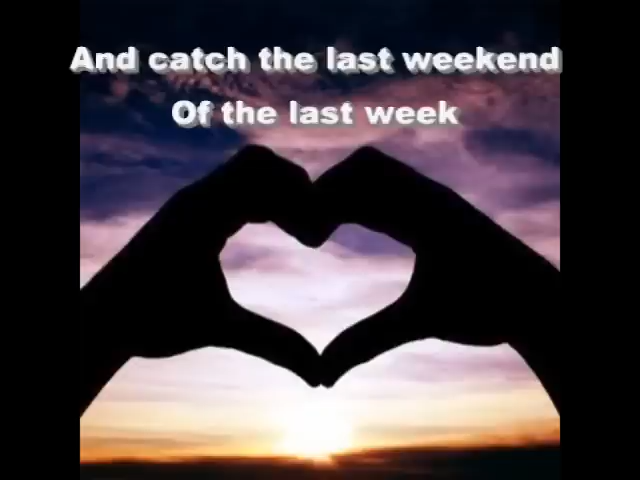 And catch the last weekend
Of the last week